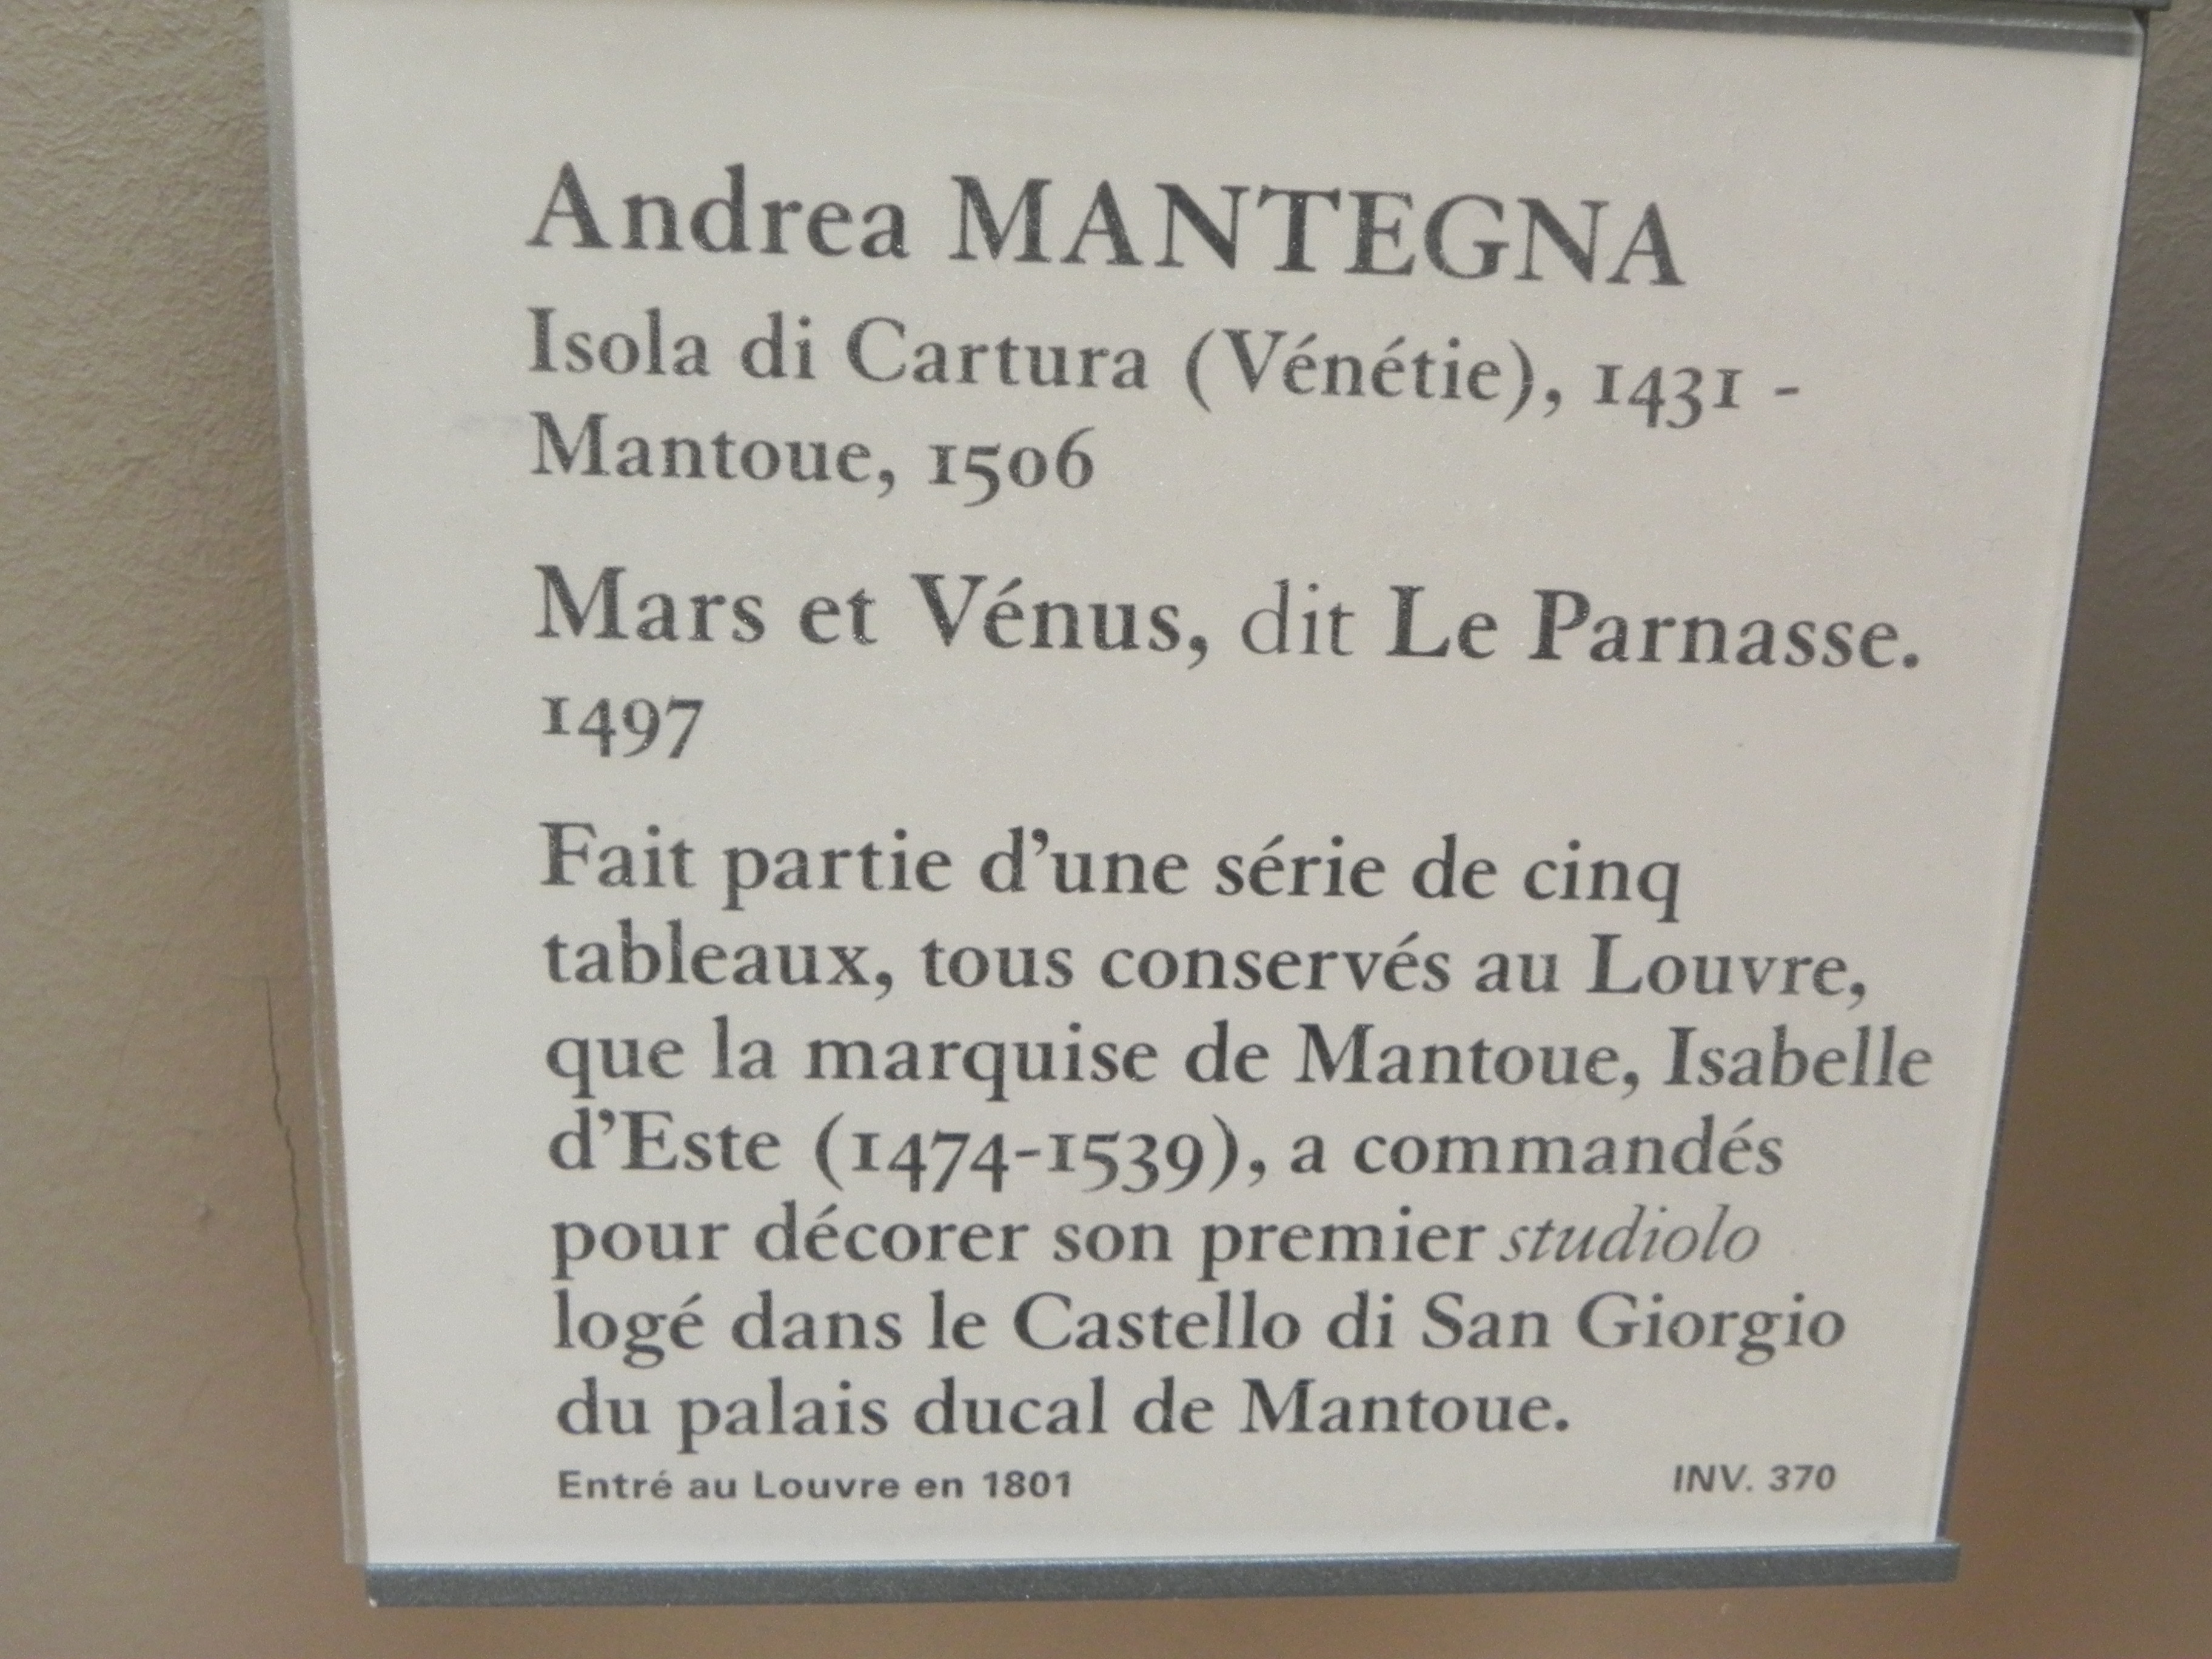 Andrea MANTEGNA
Isola di Cartura (Vénétie), 1431 -
Mantoue, 1506
Mars et Vénus, dit Le Parnasse.
1497
Fait partie d'une série de cinq
tableaux, tous conservés au Louvre,
que la marquise de Mantoue, Isabelle
d'Este (1474-1539), a commandés
pour décorer son premier studiolo
logé dans le Castello di San Giorgio
du palais ducal de Mantoue.
Entré au Louvre en 1801 INV. 370